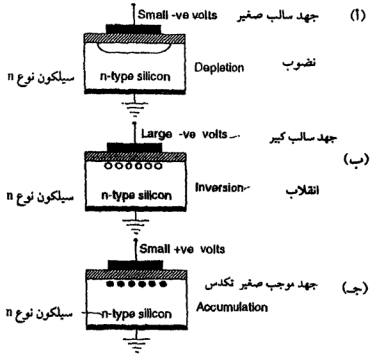 Small -ve volts جهد سالب صغير (أ)
Depletion نضوب
n-type silicon سيلكون نوع n
Large -ve volts جهد سالب كبير
(ب)
Inversion انقلاب
n-type silicon سيلكون نوع n
Small +ve volts
جهد موجب صغير تكدس (جـ)
Accumulation
n-type silicon سيلكون نوع n